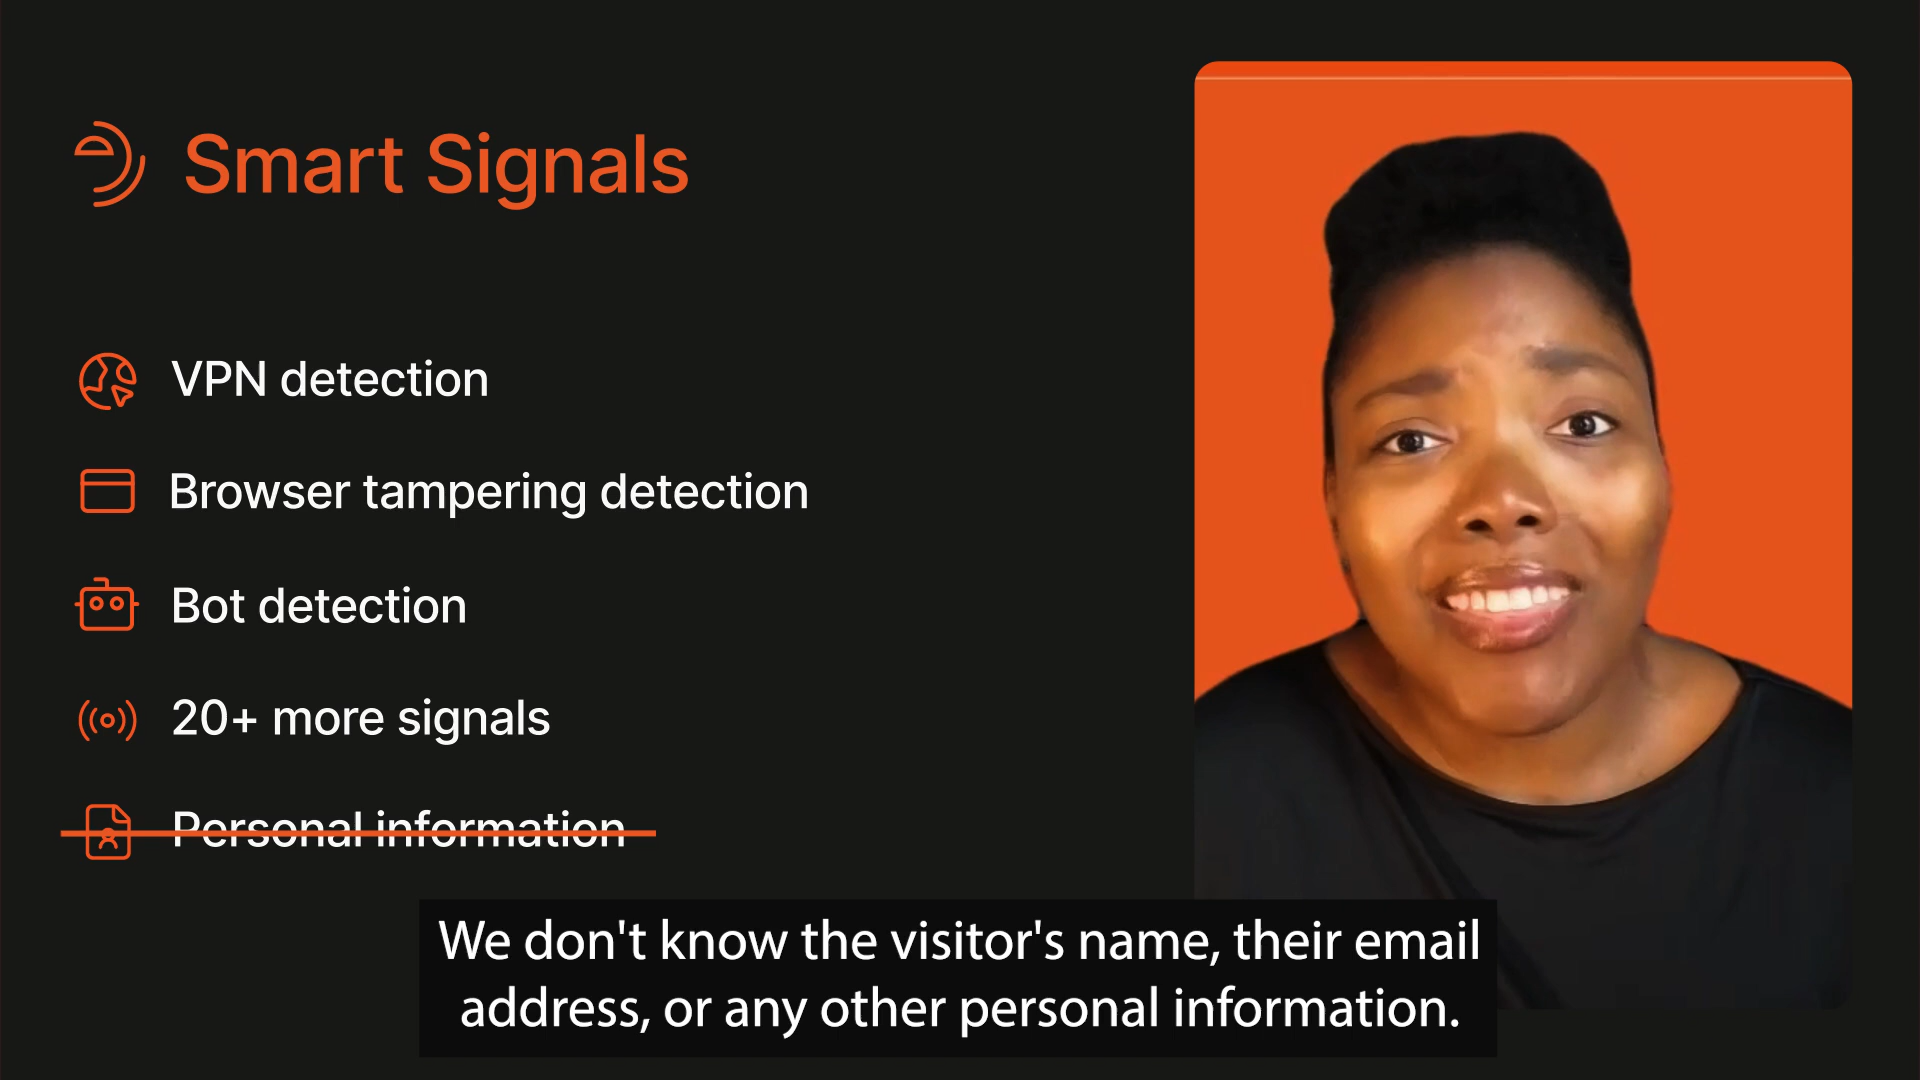 Smart Signals
VPN detection
Browser tampering detection
Bot detection
20+ more signals
Personal information
We don't know the visitor's name, their email
address, or any other personal information.